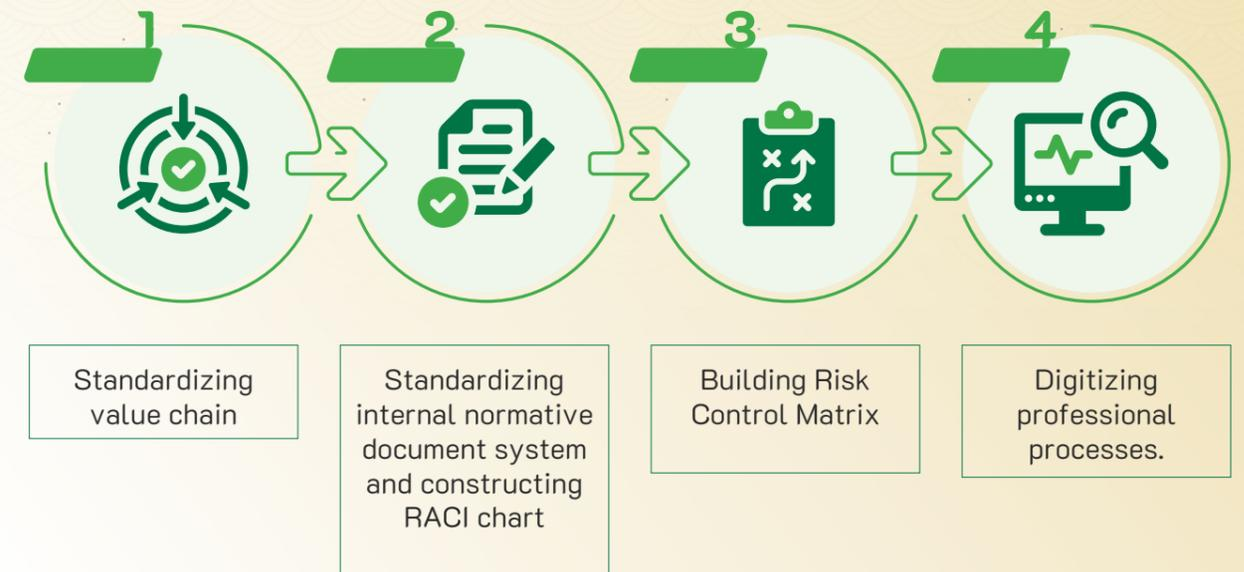 1
2
3
4
Standardizing
value chain
Standardizing
internal normative
document system
and constructing
RACI chart
Building Risk
Control Matrix
Digitizing
professional
processes.